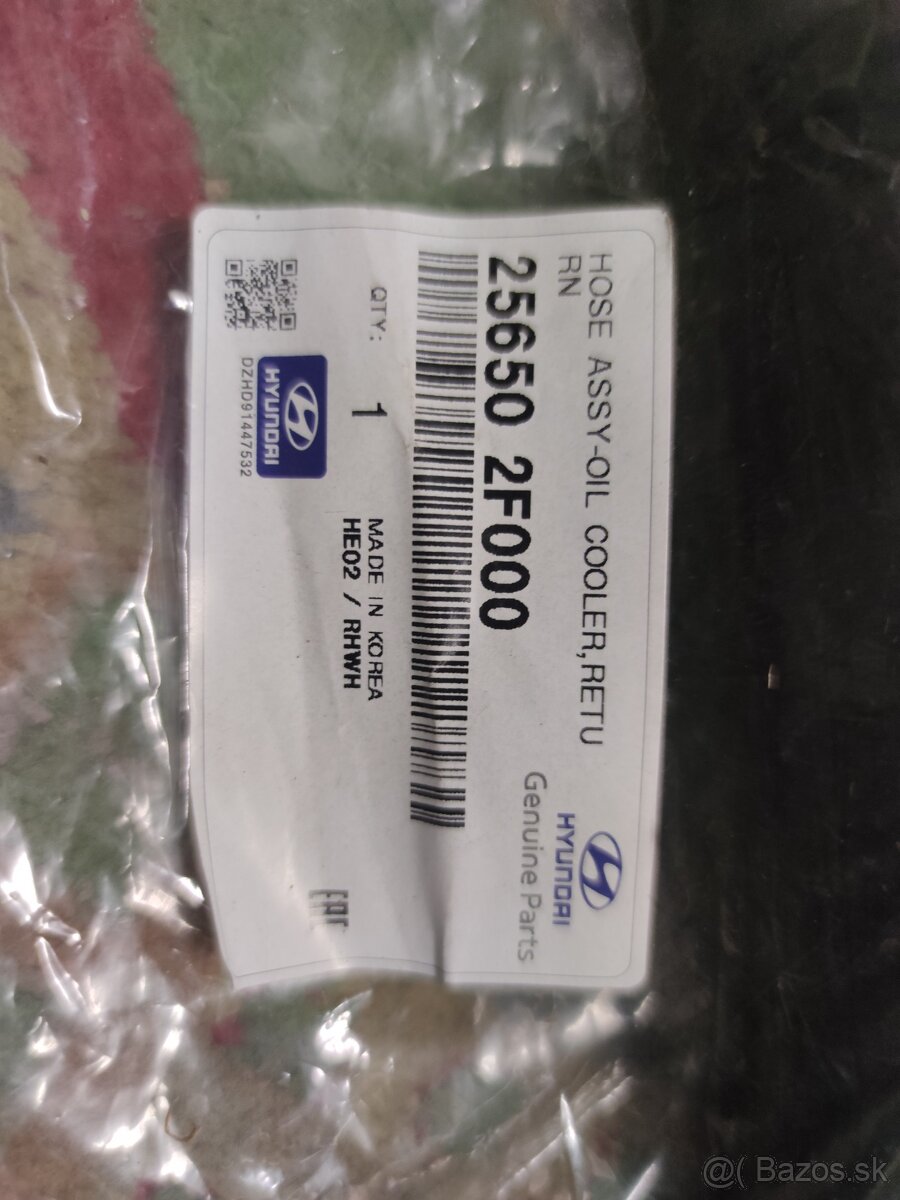 HOSE ASSY-OIL COOLER,RETU
RN
HYUNDAI
Genuine Parts
25650 2F000
QTY: 1
MADE IN KOREA
HE02 / RHWH
HYUNDAI
DZHD91447532
EAC
@( Bazos.sk